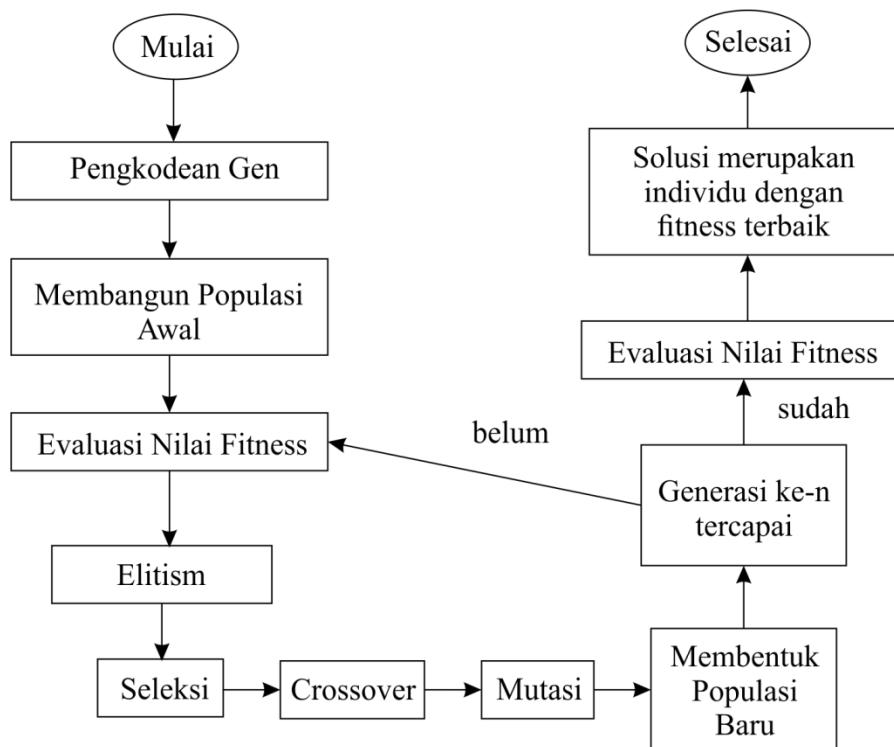 Mulai
Pengkodean Gen
Membangun Populasi
Awal
Evaluasi Nilai Fitness
Elitism
Seleksi
Crossover
Mutasi
Membentuk
Populasi
Baru
Generasi ke-n
tercapai
belum
sudah
Evaluasi Nilai Fitness
Solusi merupakan
individu dengan
fitness terbaik
Selesai